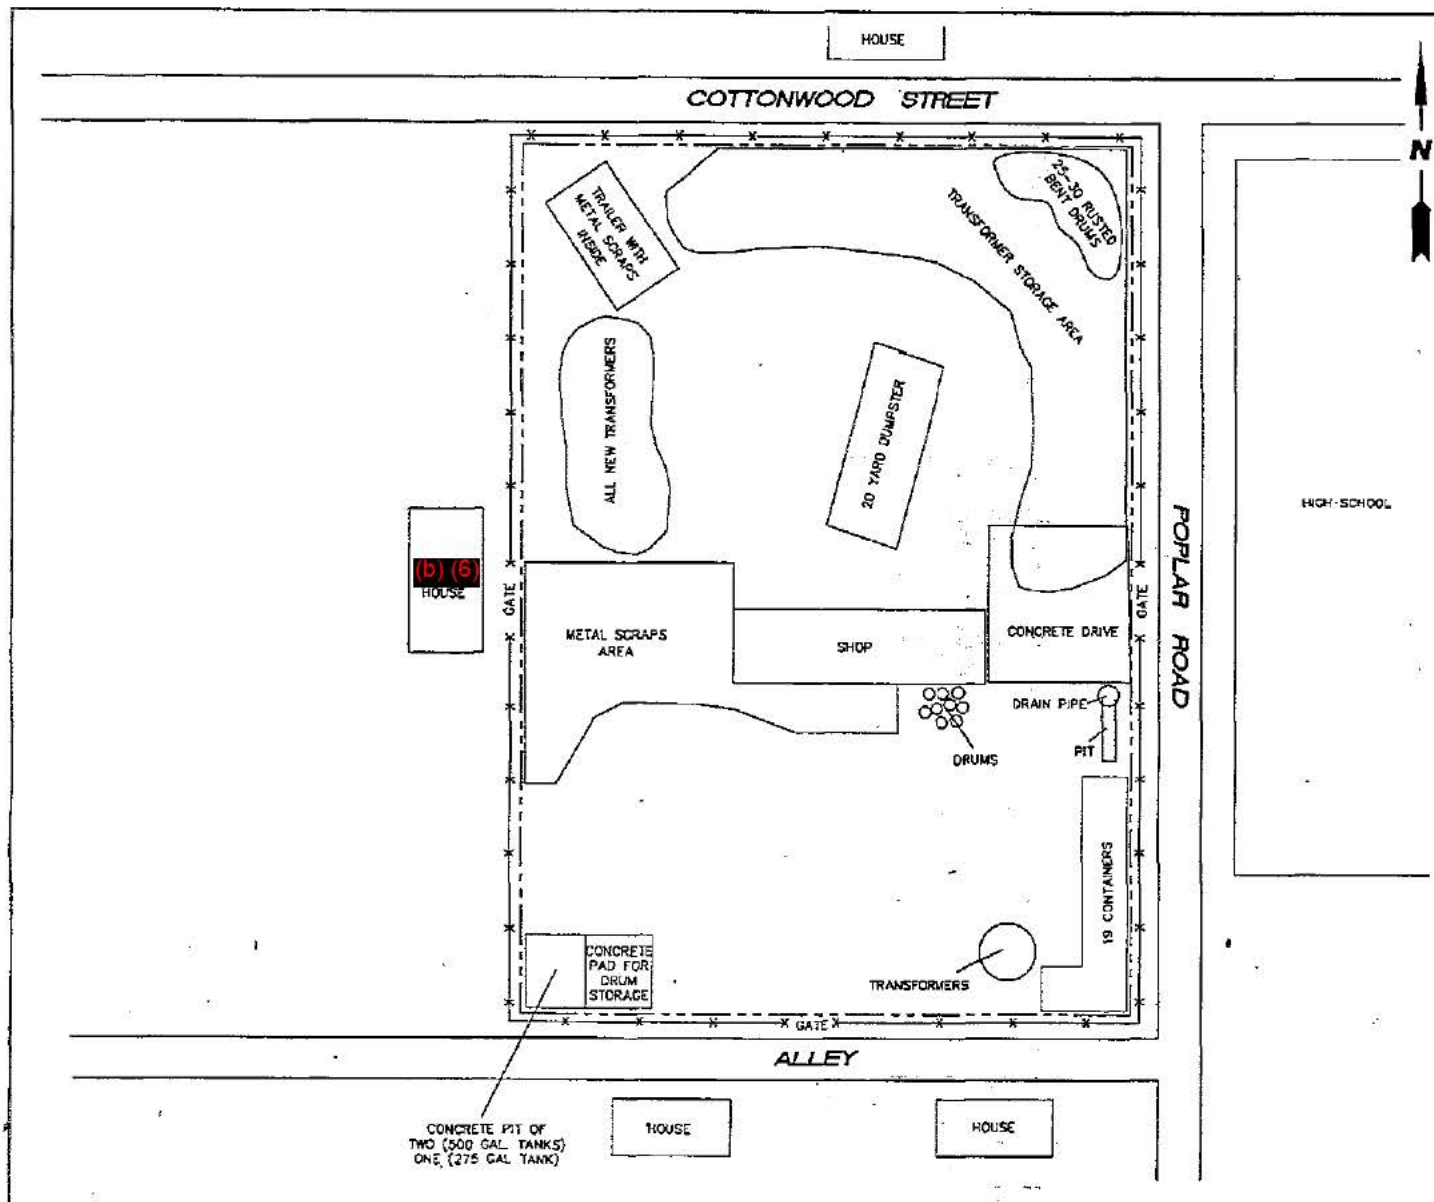 HOUSE
COTTONWOOD STREET
N
TRAILER WITH
METAL SCRAPS
INSIDE
25-30 RUSTED
BENT DRUMS
TRANSFORMER STORAGE AREA
ALL NEW TRANSFORMERS
20 YARD DUMPSTER
HIGH-SCHOOL
POPLAR ROAD
(b) (6)
HOUSE
GATE
GATE
METAL SCRAPS
AREA
SHOP
CONCRETE DRIVE
DRAIN PIPE
PIT
DRUMS
19 CONTAINERS
CONCRETE
PAD FOR
DRUM
STORAGE
TRANSFORMERS
GATE
ALLEY
CONCRETE PIT OF
TWO (500 GAL. TANKS)
ONE (275 GAL TANK)
HOUSE
HOUSE